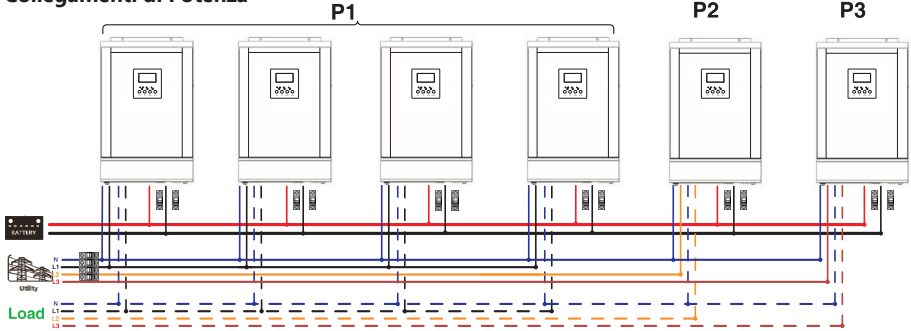 Collegamenti di Potenza
P1
P2
P3
BATTERY
Utility
N
L1
L2
L3
Load
N
L1
L2
L3